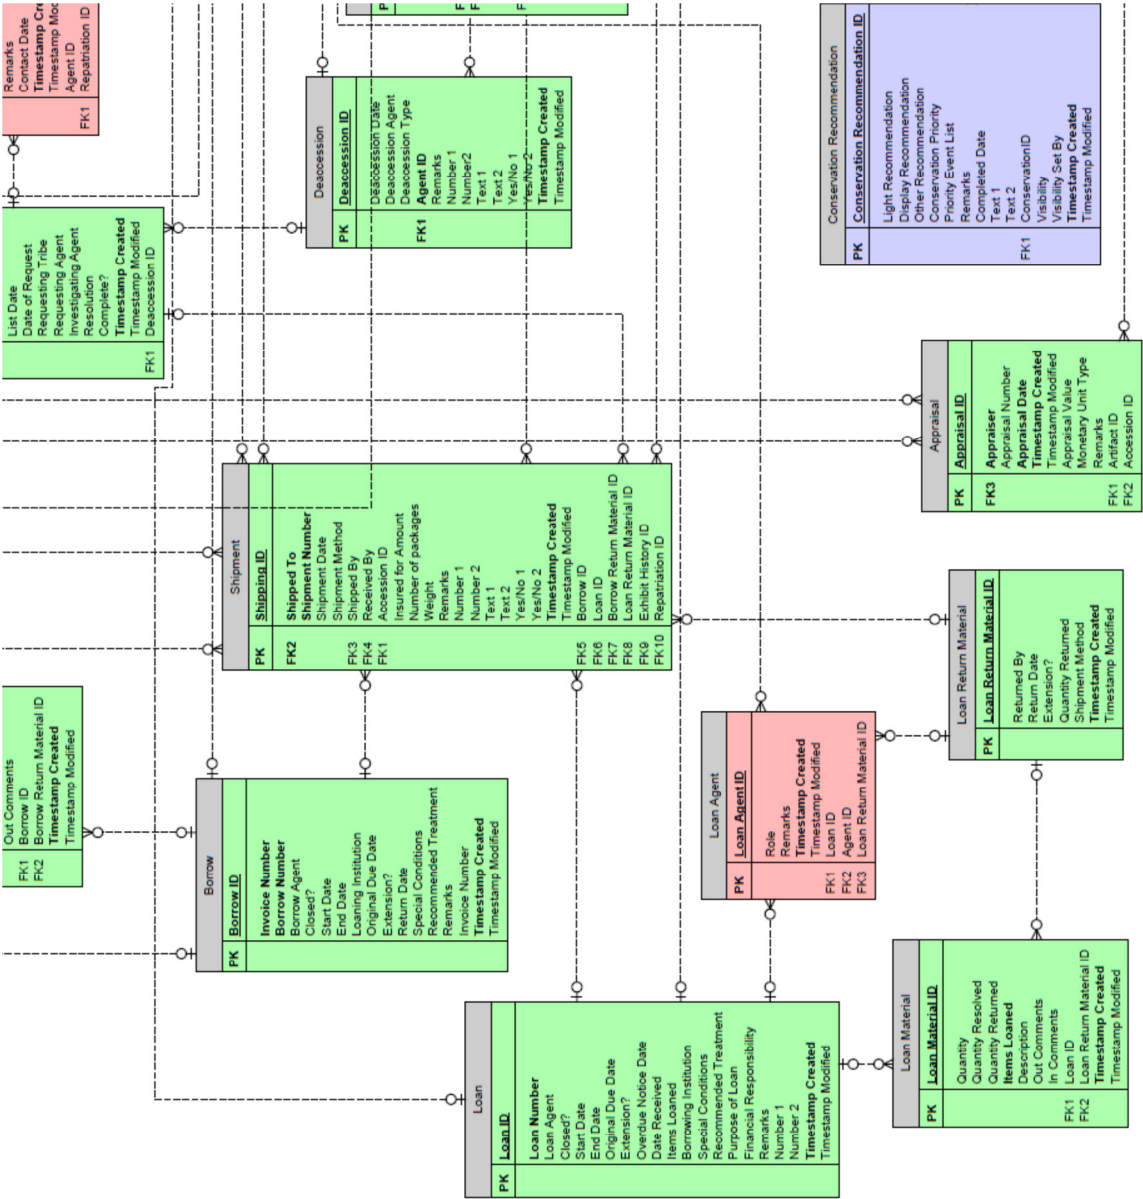 Remarks
Contact Date
Timestamp
Timestamp
Agent ID
FK1 Repatriation ID
Deaccession
PK Deaccession ID
Deaccession Date
Deaccession Agent
Deaccession Type
FK1 Agent ID
Remarks
Number 1
Number2
Text 1
Text 2
Yes/No 1
Yes/No 2
Timestamp Created
Timestamp Modified
Conservation Recommendation
PK Conservation Recommendation ID
Light Recommendation
Display Recommendation
Other Recommendation
Conservation Priority
Priority Event List
Remarks
Completed Date
Text 1
Text 2
FK1 ConservationID
Visibility
Visibility Set By
Timestamp Created
Timestamp Modified
List Date
Date of Request
Requesting Tribe
Requesting Agent
Investigating Agent
Resolution
Complete?
Timestamp Created
Timestamp Modified
FK1 Deaccession ID
Appraisal
PK Appraisal ID
FK3 Appraiser
Appraisal Number
Appraisal Date
Timestamp Created
Timestamp Modified
Appraisal Value
Monetary Unit Type
Remarks
FK1 Artifact ID
FK2 Accession ID
Shipment
PK Shipping ID
FK2 Shipped To
Shipment Number
Shipment Date
Shipment Method
FK3 Shipped By
FK4 Received By
FK1 Accession ID
Insured for Amount
Number of packages
Weight
Remarks
Number 1
Number 2
Text 1
Text 2
Yes/No 1
Yes/No 2
Timestamp Created
Timestamp Modified
FK5 Borrow ID
FK6 Loan ID
FK7 Borrow Return Material ID
FK8 Loan Return Material ID
FK9 Exhibit History ID
FK10 Repatriation ID
Loan Return Material
PK Loan Return Material ID
Returned By
Return Date
Extension?
Quantity Returned
Shipment Method
Timestamp Created
Timestamp Modified
Out Comments
FK1 Borrow ID
FK2 Borrow Return Material ID
Timestamp Created
Timestamp Modified
Borrow
PK Borrow ID
Invoice Number
Borrow Number
Borrow Agent
Closed?
Start Date
End Date
Loaning Institution
Original Due Date
Extension?
Return Date
Special Conditions
Recommended Treatment
Remarks
Invoice Number
Timestamp Created
Timestamp Modified
Loan Agent
PK Loan Agent ID
Role
Remarks
Timestamp Created
Timestamp Modified
FK1 Loan ID
FK2 Agent ID
FK3 Loan Return Material ID
Loan
PK Loan ID
Loan Number
Loan Agent
Closed?
Start Date
End Date
Original Due Date
Extension?
Overdue Notice Date
Date Received
Items Loaned
Borrowing Institution
Special Conditions
Recommended Treatment
Purpose of Loan
Financial Responsibility
Remarks
Number 1
Number 2
Timestamp Created
Timestamp Modified
Loan Material
PK Loan Material ID
Quantity
Quantity Resolved
Quantity Returned
Items Loaned
Description
Out Comments
In Comments
FK1 Loan ID
FK2 Loan Return Material ID
Timestamp Created
Timestamp Modified